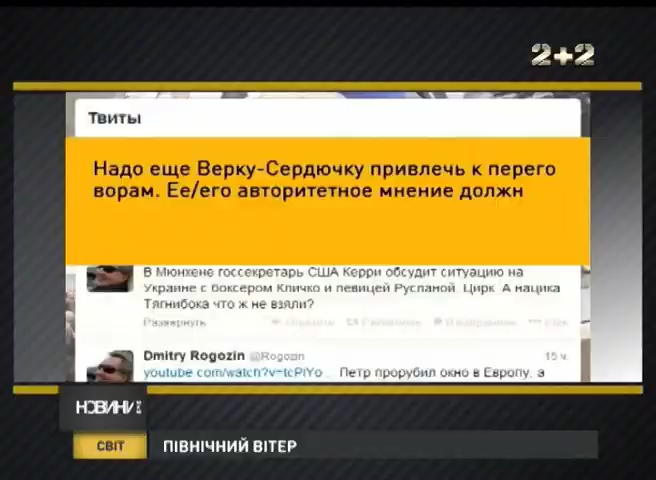 2+2
Твиты
Надо еще Верку-Сердючку привлечь к перего
ворам. Ее/его авторитетное мнение должн
В Мюнхене госсекретарь США Керри обсудит ситуацию на
Украине с боксером Кличко и певицей Русланой. Цирк. А нацика
Тягнибока что ж не взяли?
Развернуть
Dmitry Rogozin @Rogozin 15 ч.
Петр прорубил окно в Европу, а
НОВИНИ
СВІТ ПІВНІЧНИЙ ВІТЕР